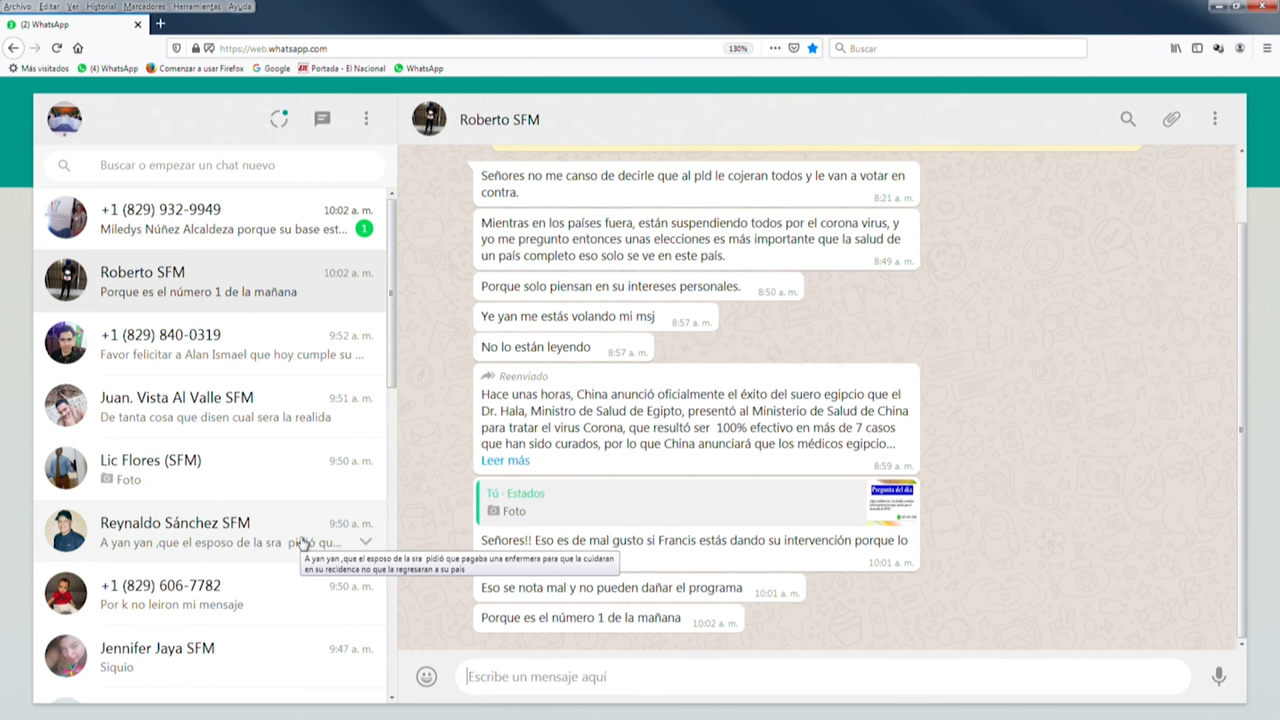 Archivo Editar Ver Historial Marcadores Herramientas Ayuda
(2) WhatsApp
https://web.whatsapp.com
130%
Buscar
Más visitados
(4) WhatsApp
Comenzar a usar Firefox
Google
Portada - El Nacional
WhatsApp
Roberto SFM
Buscar o empezar un chat nuevo
+1 (829) 932-9949
10:02 a. m.
Miledys Núñez Alcaldeza porque su base est...
1
Roberto SFM
10:02 a. m.
Porque es el número 1 de la mañana
+1 (829) 840-0319
9:52 a. m.
Favor felicitar a Alan Ismael que hoy cumple su ...
Juan. Vista Al Valle SFM
9:51 a. m.
De tanta cosa que disen cual sera la realida
Lic Flores (SFM)
9:50 a. m.
Foto
Reynaldo Sánchez SFM
9:50 a. m.
A yan yan ,que el esposo de la sra pidió qu...
A yan yan ,que el esposo de la sra pidió que pagaba una enfermera para que la cuidaran
en su recidenca no que la regresaran a su pais
+1 (829) 606-7782
9:50 a. m.
Por k no leiron mi mensaje
Jennifer Jaya SFM
9:47 a. m.
Siquio
Señores no me canso de decirle que al pld le cojeran todos y le van a votar en
contra.
8:21 a. m.
Mientras en los países fuera, están suspendiendo todos por el corona virus, y
yo me pregunto entonces unas elecciones es más importante que la salud de
un país completo eso solo se ve en este país.
8:49 a. m.
Porque solo piensan en su intereses personales.
8:50 a. m.
Ye yan me estás volando mi msj
8:57 a. m.
No lo están leyendo
8:57 a. m.
Reenviado
Hace unas horas, China anunció oficialmente el éxito del suero egipcio que el
Dr. Hala, Ministro de Salud de Egipto, presentó al Ministerio de Salud de China
para tratar el virus Corona, que resultó ser 100% efectivo en más de 7 casos
que han sido curados, por lo que China anunciará que los médicos egipcio...
Leer más
8:59 a. m.
Tú · Estados
Foto
Pregunta del día
Señores!! Eso es de mal gusto si Francis estás dando su intervención porque lo
10:01 a. m.
Eso se nota mal y no pueden dañar el programa
10:01 a. m.
Porque es el número 1 de la mañana
10:02 a. m.
Escribe un mensaje aquí